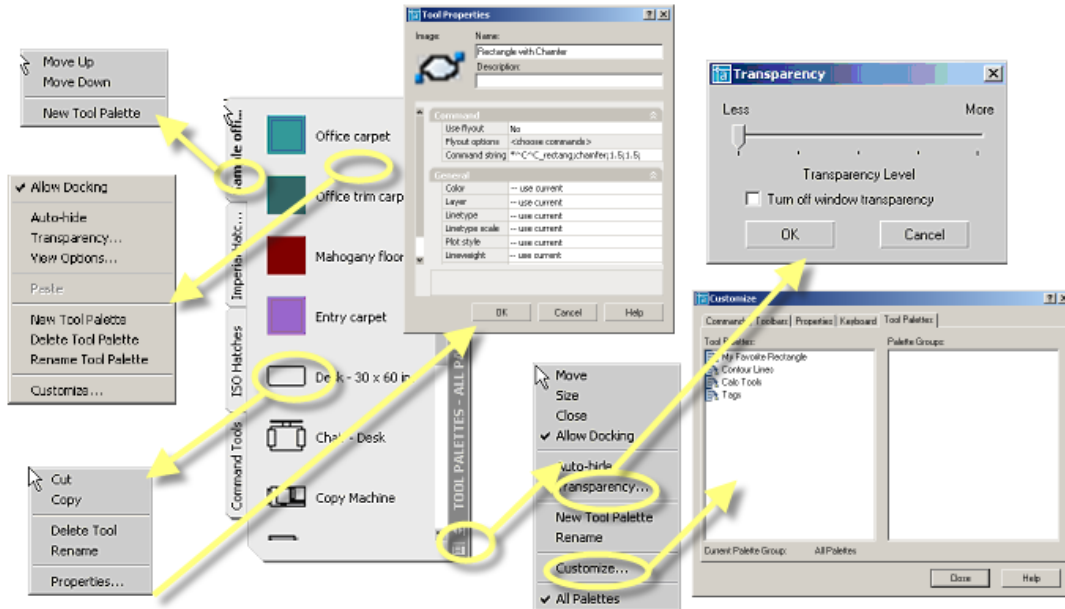 Move Up
Move Down
New Tool Palette
Allow Docking
Auto-hide
Transparency...
View Options...
Paste
New Tool Palette
Delete Tool Palette
Rename Tool Palette
Customize...
Cut
Copy
Delete Tool
Rename
Properties...
Imperial Hatc...
ISO Hatches
Command Tools
Office carpet
Office trim carp
Mahogany floor
Entry carpet
Desk - 30 x 60 in
Chair - Desk
Copy Machine
TOOL PALETTES - ALL PA
Tool Properties
Image:
Name:
Rectangle with Chamfer
Description:
Command
Use flyout No
Flyout options <choose commands>
Command string *^C^C_rectang;chamfer;1.5;1.5;
General
Color -- use current
Layer -- use current
Linetype -- use current
Linetype scale -- use current
Plot style -- use current
Lineweight -- use current
OK Cancel Help
Move
Size
Close
Allow Docking
Auto-hide
Transparency...
New Tool Palette
Rename
Customize...
All Palettes
Transparency
Less More
Transparency Level
Turn off window transparency
OK Cancel
Customize
Commands Toolbars Properties Keyboard Tool Palettes
Tool Palettes: Palette Groups:
My Favorite Rectangle
Contour Lines
Calc Tools
Tags
Current Palette Group: All Palettes
Close Help